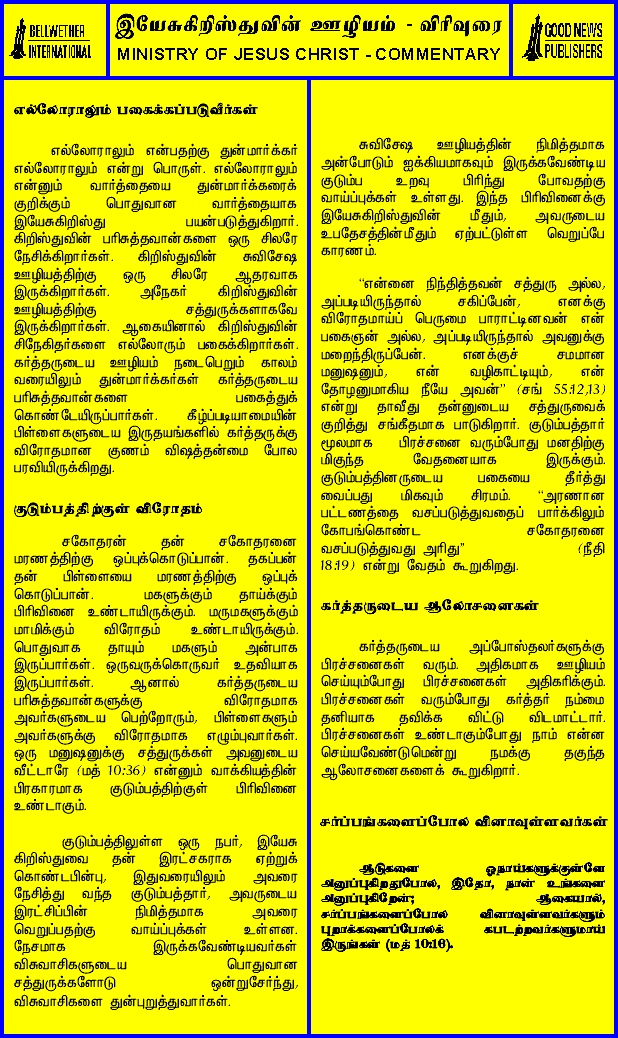 BELLWETHER
INTERNATIONAL
இயேசுகிறிஸ்துவின் ஊழியம் - விரிவுரை
MINISTRY OF JESUS CHRIST - COMMENTARY
GOOD NEWS
PUBLISHERS
எல்லோராலும் பகைக்கப்படுவீர்கள்
எல்லோராலும் என்பதற்கு துன்மார்க்கர்
எல்லோராலும் என்று பொருள். எல்லோராலும்
என்னும் வார்த்தையை துன்மார்க்கரைக்
குறிக்கும் பொதுவான வார்த்தையாக
இயேசுகிறிஸ்து பயன்படுத்துகிறார்.
கிறிஸ்துவின் பரிசுத்தவான்களை ஒரு சிலரே
நேசிக்கிறார்கள். கிறிஸ்துவின் சுவிசேஷ
ஊழியத்திற்கு ஒரு சிலரே ஆதரவாக
இருக்கிறார்கள். அநேகர் கிறிஸ்துவின்
ஊழியத்திற்கு சத்துருக்களாகவே
இருக்கிறார்கள். ஆகையினால் கிறிஸ்துவின்
சிநேகிதர்களை எல்லோரும் பகைக்கிறார்கள்.
கர்த்தருடைய ஊழியம் நடைபெறும் காலம்
வரையிலும் துன்மார்க்கர்கள் கர்த்தருடைய
பரிசுத்தவான்களை பகைத்துக்
கொண்டேயிருப்பார்கள். கீழ்ப்படியாமையின்
பிள்ளைகளுடைய இருதயங்களில் கர்த்தருக்கு
விரோதமான குணம் விஷத்தன்மை போல
பரவியிருக்கிறது.
குடும்பத்திற்குள் விரோதம்
சகோதரன் தன் சகோதரனை
மரணத்திற்கு ஒப்புக்கொடுப்பான். தகப்பன்
தன் பிள்ளையை மரணத்திற்கு ஒப்புக்
கொடுப்பான். மகளுக்கும் தாய்க்கும்
பிரிவினை உண்டாயிருக்கும். மருமகளுக்கும்
மாமிக்கும் விரோதம் உண்டாயிருக்கும்.
பொதுவாக தாயும் மகளும் அன்பாக
இருப்பார்கள். ஒருவருக்கொருவர் உதவியாக
இருப்பார்கள். ஆனால் கர்த்தருடைய
பரிசுத்தவான்களுக்கு விரோதமாக
அவர்களுடைய பெற்றோரும், பிள்ளைகளும்
அவர்களுக்கு விரோதமாக எழும்புவார்கள்.
ஒரு மனுஷனுக்கு சத்துருக்கள் அவனுடைய
வீட்டாரே (மத் 10:36) என்னும் வாக்கியத்தின்
பிரகாரமாக குடும்பத்திற்குள் பிரிவினை
உண்டாகும்.
குடும்பத்திலுள்ள ஒரு நபர், இயேசு
கிறிஸ்துவை தன் இரட்சகராக ஏற்றுக்
கொண்டபின்பு, இதுவரையிலும் அவரை
நேசித்து வந்த குடும்பத்தார், அவருடைய
இரட்சிப்பின் நிமித்தமாக அவரை
வெறுப்பதற்கு வாய்ப்புக்கள் உள்ளன.
நேசமாக இருக்கவேண்டியவர்கள்
விசுவாசிகளுடைய பொதுவான
சத்துருக்களோடு ஒன்றுசேர்ந்து,
விசுவாசிகளை துன்புறுத்துவார்கள்.
சுவிசேஷ ஊழியத்தின் நிமித்தமாக
அன்போடும் ஐக்கியமாகவும் இருக்கவேண்டிய
குடும்ப உறவு பிரிந்து போவதற்கு
வாய்ப்புக்கள் உள்ளது. இந்த பிரிவினைக்கு
இயேசுகிறிஸ்துவின் மீதும், அவருடைய
உபதேசத்தின்மீதும் ஏற்பட்டுள்ள வெறுப்பே
காரணம்.
“என்னை நிந்தித்தவன் சத்துரு அல்ல,
அப்படியிருந்தால் சகிப்பேன், எனக்கு
விரோதமாய்ப் பெருமை பாராட்டினவன் என்
பகைஞன் அல்ல, அப்படியிருந்தால் அவனுக்கு
மறைந்திருப்பேன். எனக்குச் சமமான
மனுஷனும், என் வழிகாட்டியும், என்
தோழனுமாகிய நீயே அவன்” (சங் 55:12,13)
என்று தாவீது தன்னுடைய சத்துருவைக்
குறித்து சங்கீதமாக பாடுகிறார். குடும்பத்தார்
மூலமாக பிரச்சனை வரும்போது மனதிற்கு
மிகுந்த வேதனையாக இருக்கும்.
குடும்பத்தினருடைய பகையை தீர்த்து
வைப்பது மிகவும் சிரமம். “அரணான
பட்டணத்தை வசப்படுத்துவதைப் பார்க்கிலும்
கோபங்கொண்ட சகோதரனை
வசப்படுத்துவது அரிது” (நீதி
18:19) என்று வேதம் கூறுகிறது.
கர்த்தருடைய ஆலோசனைகள்
கர்த்தருடைய அப்போஸ்தலர்களுக்கு
பிரச்சனைகள் வரும். அதிகமாக ஊழியம்
செய்யும்போது பிரச்சனைகள் அதிகரிக்கும்.
பிரச்சனைகள் வரும்போது கர்த்தர் நம்மை
தனியாக தவிக்க விட்டு விடமாட்டார்.
பிரச்சனைகள் உண்டாகும்போது நாம் என்ன
செய்யவேண்டுமென்று நமக்கு தகுந்த
ஆலோசனைகளைக் கூறுகிறார்.
சர்ப்பங்களைப்போல வினாவுள்ளவர்கள்
ஆடுகளை ஓநாய்களுக்குள்ளே
அனுப்புகிறதுபோல, இதோ, நான் உங்களை
அனுப்புகிறேன்; ஆகையால்,
சர்ப்பங்களைப்போல வினாவுள்ளவர்களும்
புறாக்களைப்போலக் கபடற்றவர்களுமாய்
இருங்கள் (மத் 10:16).